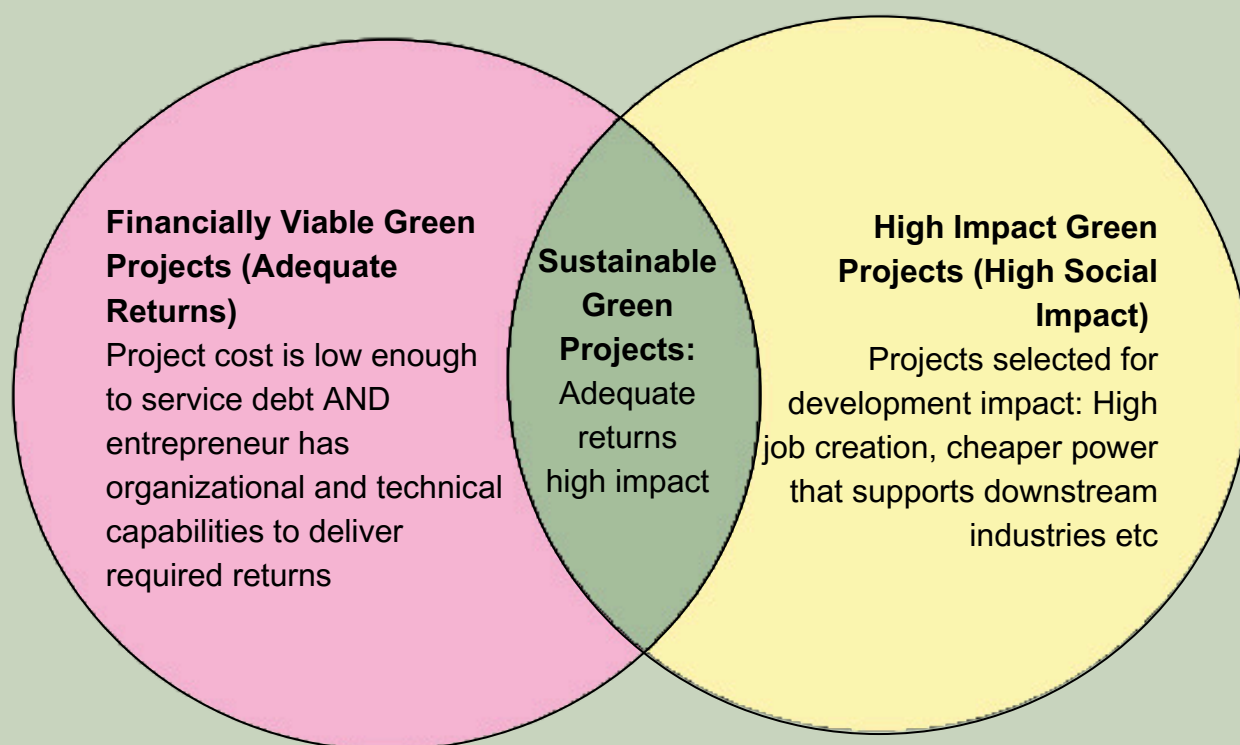 Financially Viable Green
Projects (Adequate
Returns)
Project cost is low enough
to service debt AND
entrepreneur has
organizational and technical
capabilities to deliver
required returns
Sustainable
Green
Projects:
Adequate
returns
high impact
High Impact Green
Projects (High Social
Impact)
Projects selected for
development impact: High
job creation, cheaper power
that supports downstream
industries etc